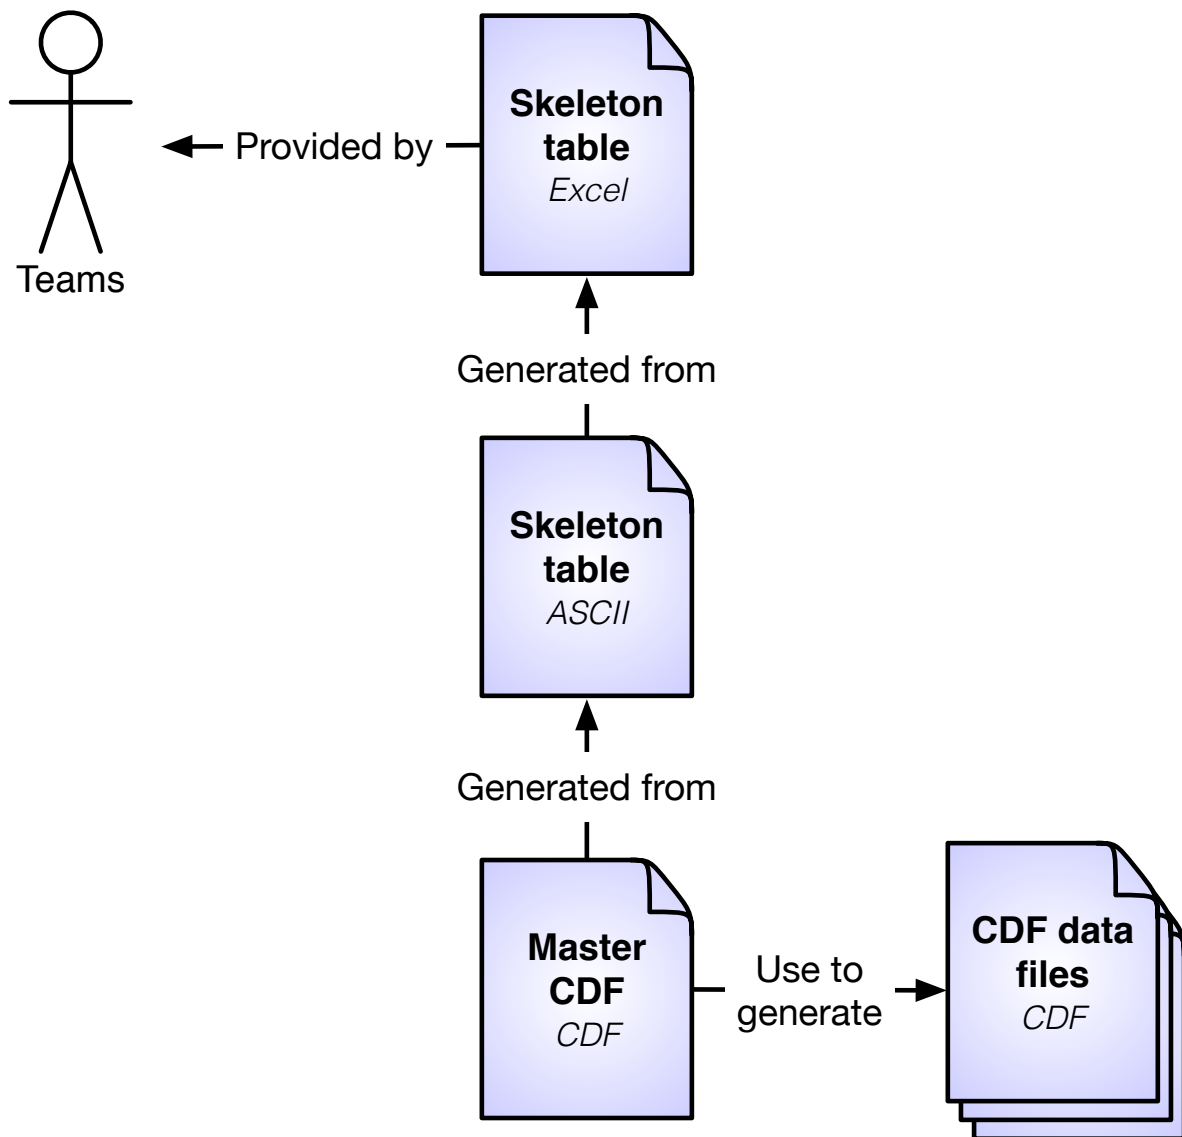 Skeleton
table
Excel
Provided by
Teams
Generated from
Skeleton
table
ASCII
Generated from
Master
CDF
CDF
Use to
generate
CDF data
files
CDF